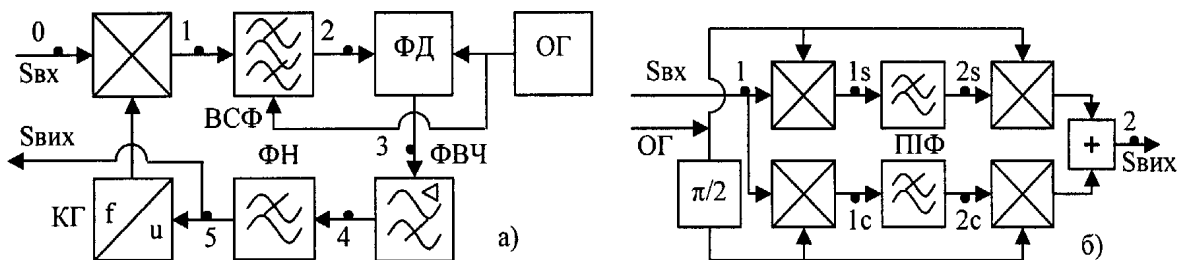 0
Sвх
1
ВСФ
2
ФД
ОГ
3
ФВЧ
4
ФН
5
КГ
f
u
Sвих
а)
Sвх
1
1s
2s
ОГ
ПІФ
π/2
1c
2c
+
2
Sвих
б)